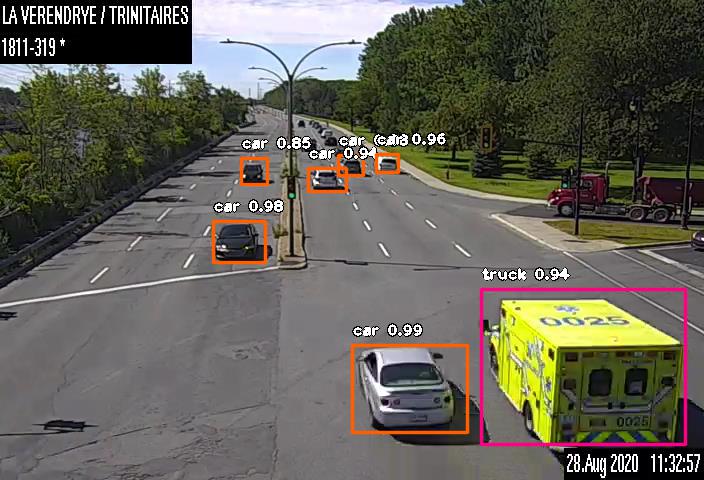 LA VERENDRYE / TRINITAIRES
1811-319 *
car 0.85
car 0.96
car 0.94
car 0.98
truck 0.94
0025
car 0.99
0025
28.Aug 2020 11:32:57